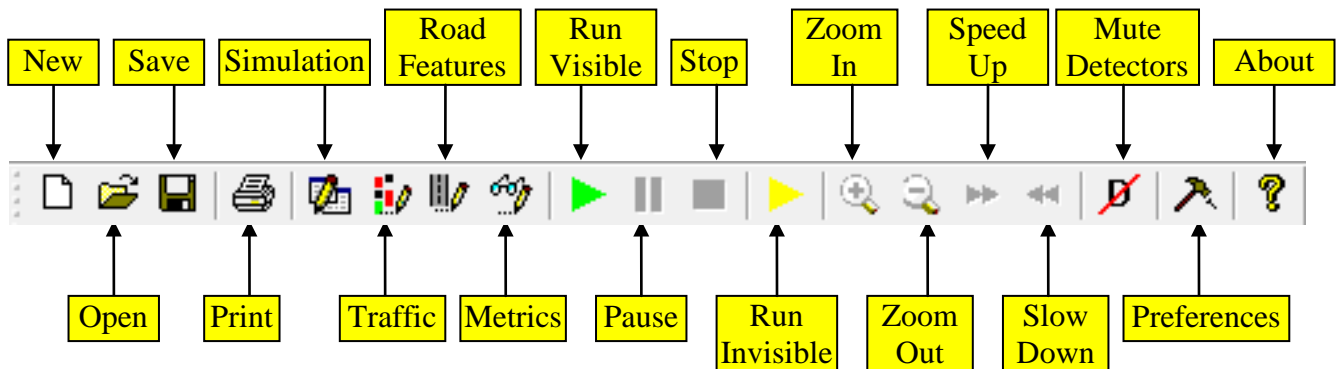 New
Save
Simulation
Road
Features
Run
Visible
Stop
Zoom
In
Speed
Up
Mute
Detectors
About
D
Open
Print
Traffic
Metrics
Pause
Run
Invisible
Zoom
Out
Slow
Down
Preferences